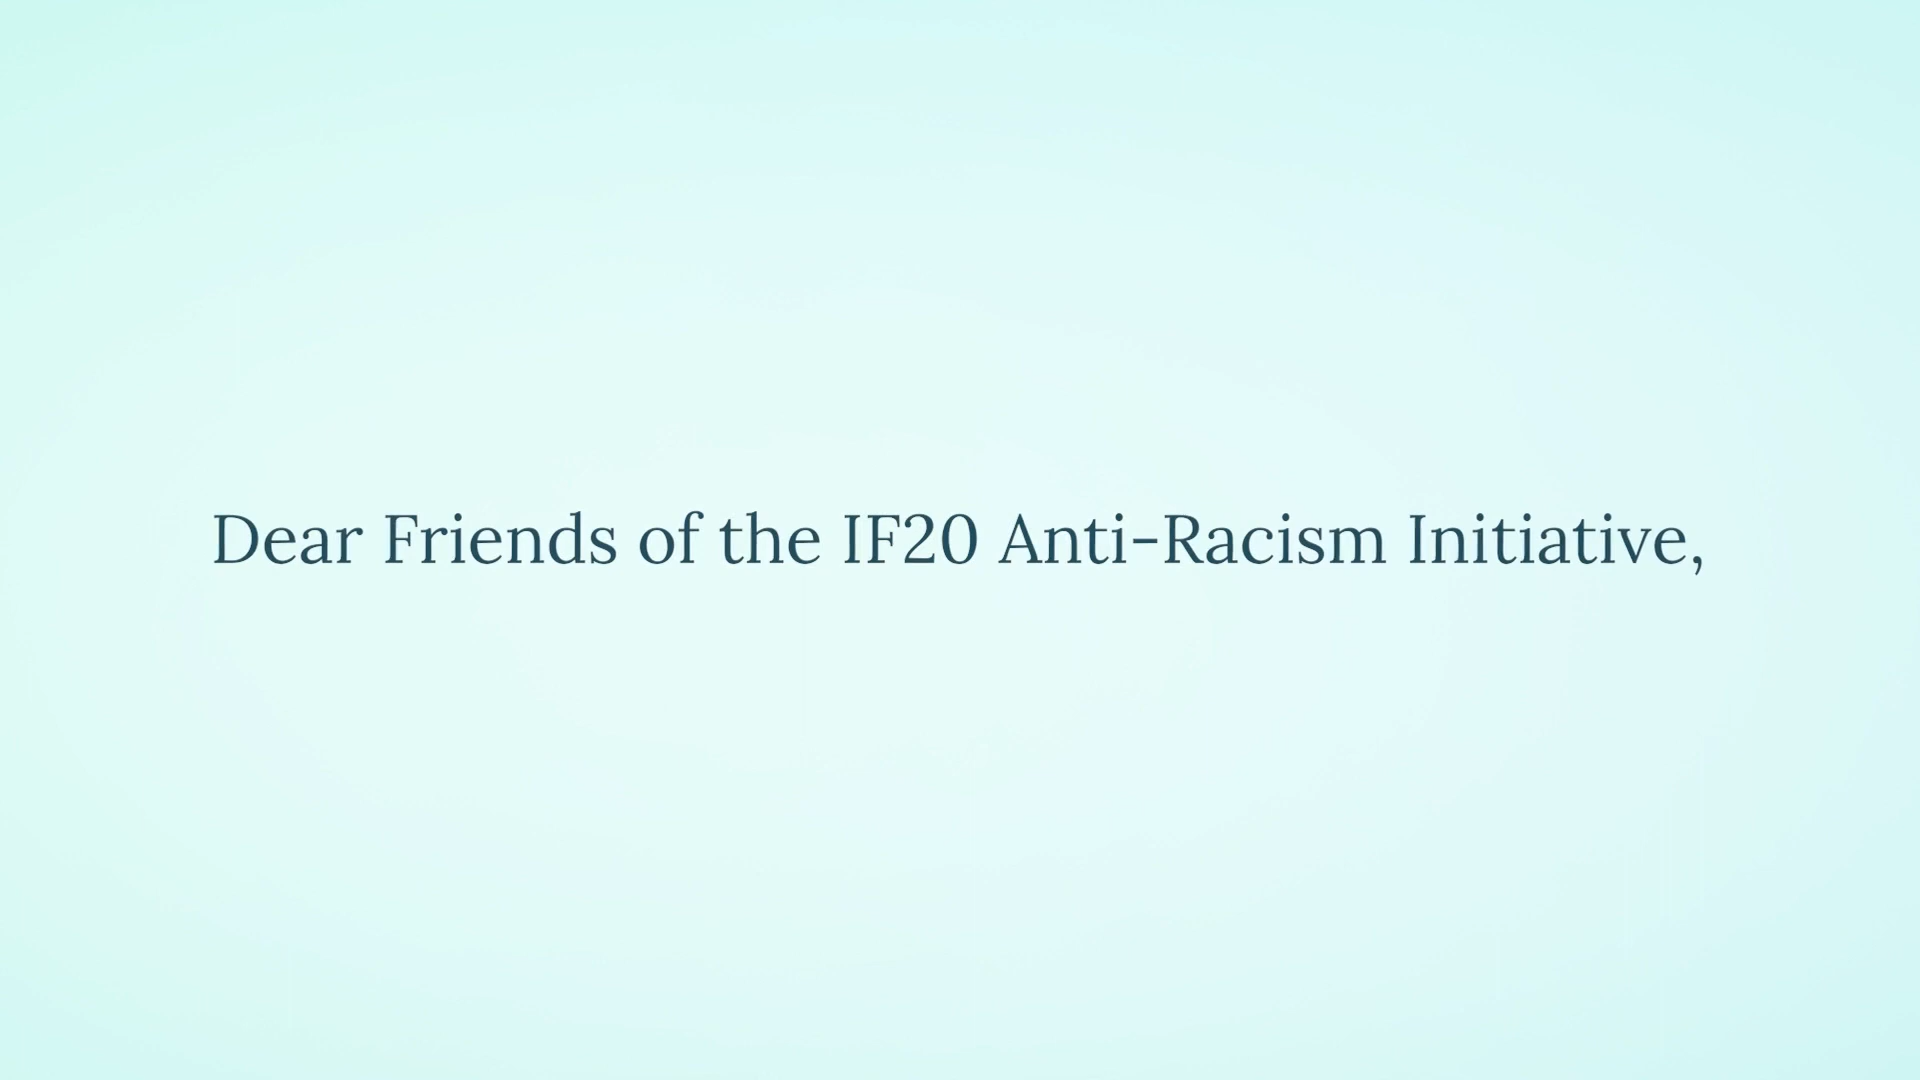 Dear Friends of the IF20 Anti-Racism Initiative,